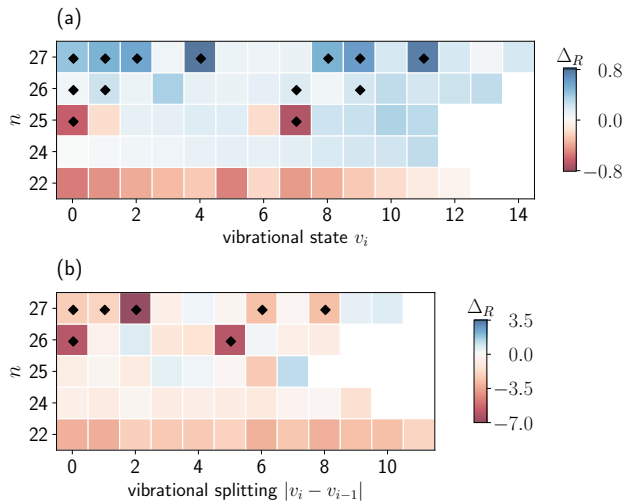 (a)
27
26
25
24
22
n
0 2 4 6 8 10 12 14
vibrational state v_i
Δ_R
0.8
0.0
−0.8
(b)
27
26
25
24
22
n
0 2 4 6 8 10
vibrational splitting |v_i − v_{i−1}|
Δ_R
3.5
0.0
−3.5
−7.0